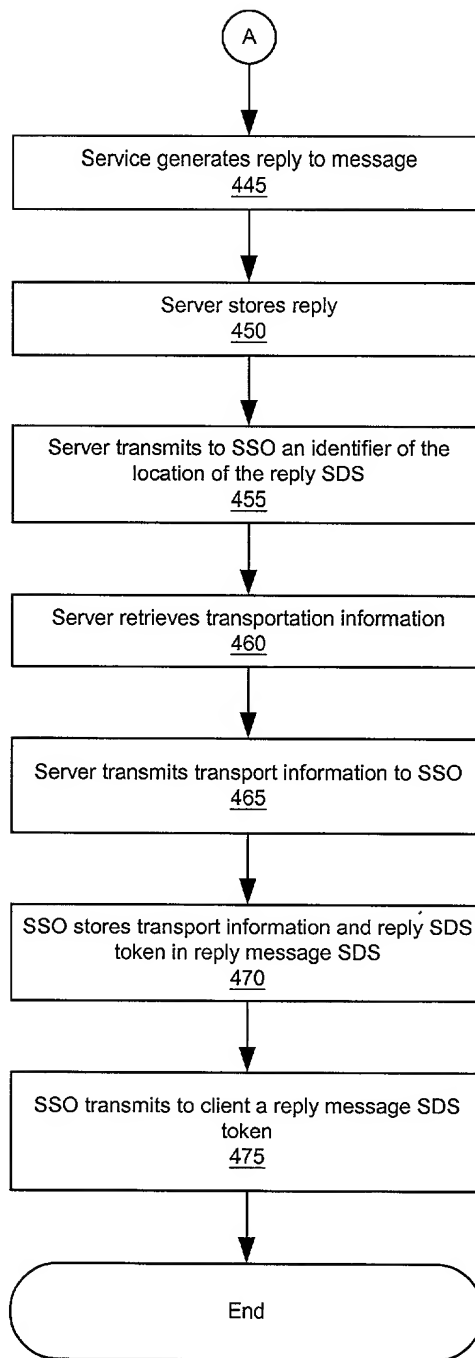 A
Service generates reply to message
445
Server stores reply
450
Server transmits to SSO an identifier of the
location of the reply SDS
455
Server retrieves transportation information
460
Server transmits transport information to SSO
465
SSO stores transport information and reply SDS
token in reply message SDS
470
SSO transmits to client a reply message SDS
token
475
End